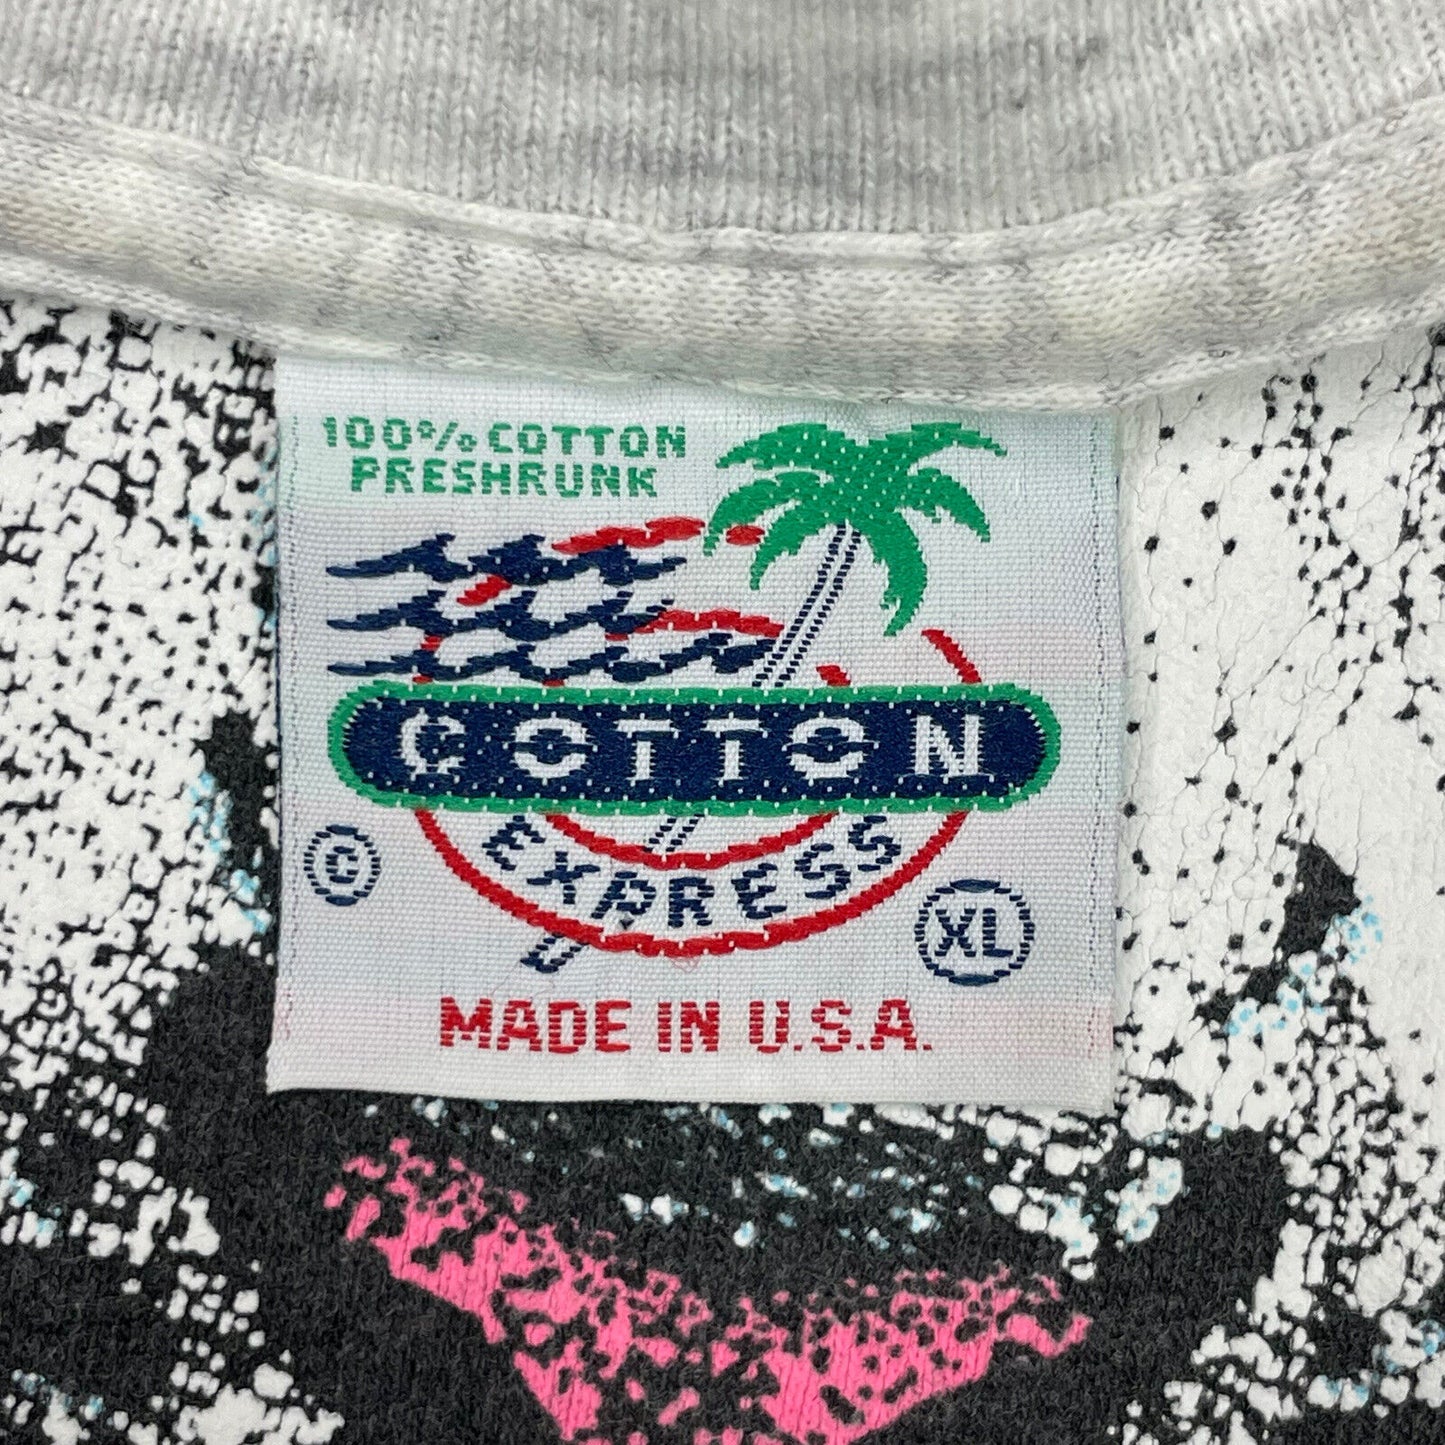 100% COTTON
PRESHRUNK
COTTON
EXPRESS
©
XL
MADE IN U.S.A.